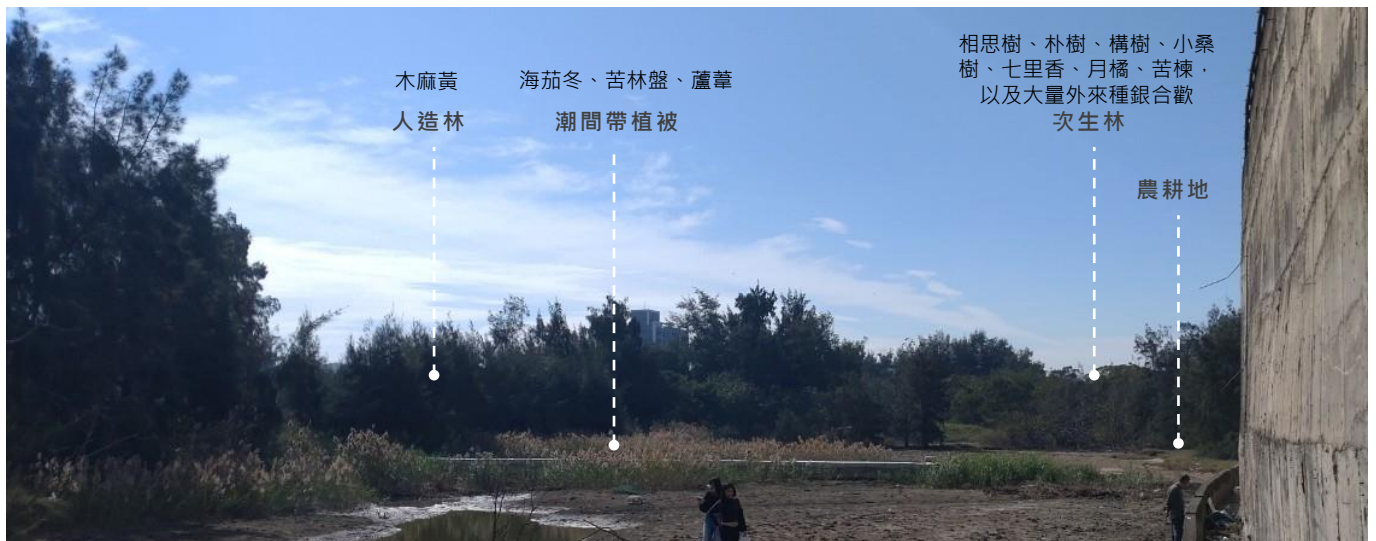 木麻黃
人造林
海茄冬、苦林盤、蘆葦
潮間帶植被
相思樹、朴樹、構樹、小桑
樹、七里香、月橘、苦楝，
以及大量外來種銀合歡
次生林
農耕地